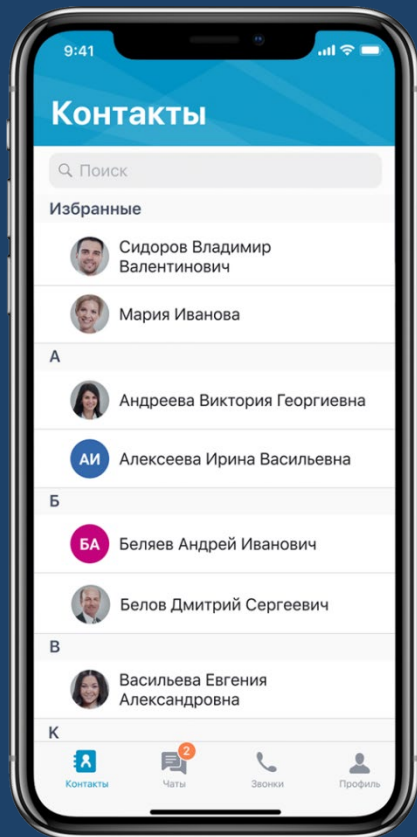 9:41
Контакты
Поиск
Избранные
Сидоров Владимир
Валентинович
Мария Иванова
А
Андреева Виктория Георгиевна
АИ
Алексеева Ирина Васильевна
Б
БА
Беляев Андрей Иванович
Белов Дмитрий Сергеевич
В
Васильева Евгения
Александровна
К
2
Контакты
Чаты
Звонки
Профиль